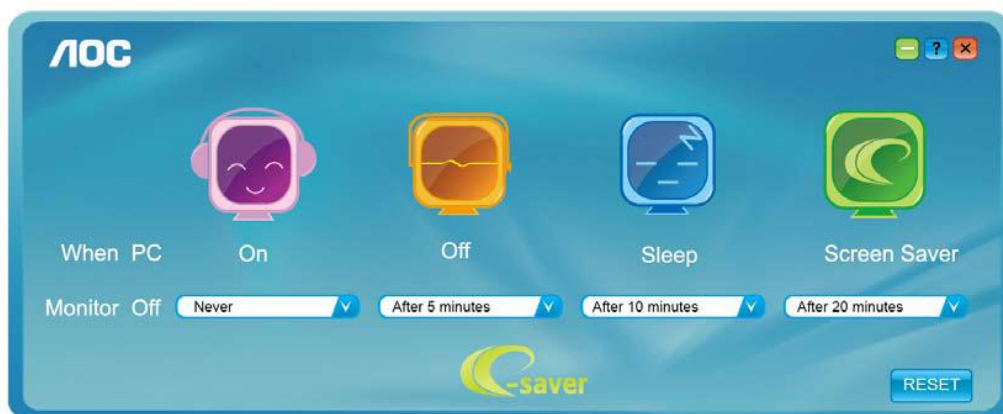 AOC
?
When PC On Off Sleep Screen Saver
Monitor Off Never After 5 minutes After 10 minutes After 20 minutes
e-saver
RESET